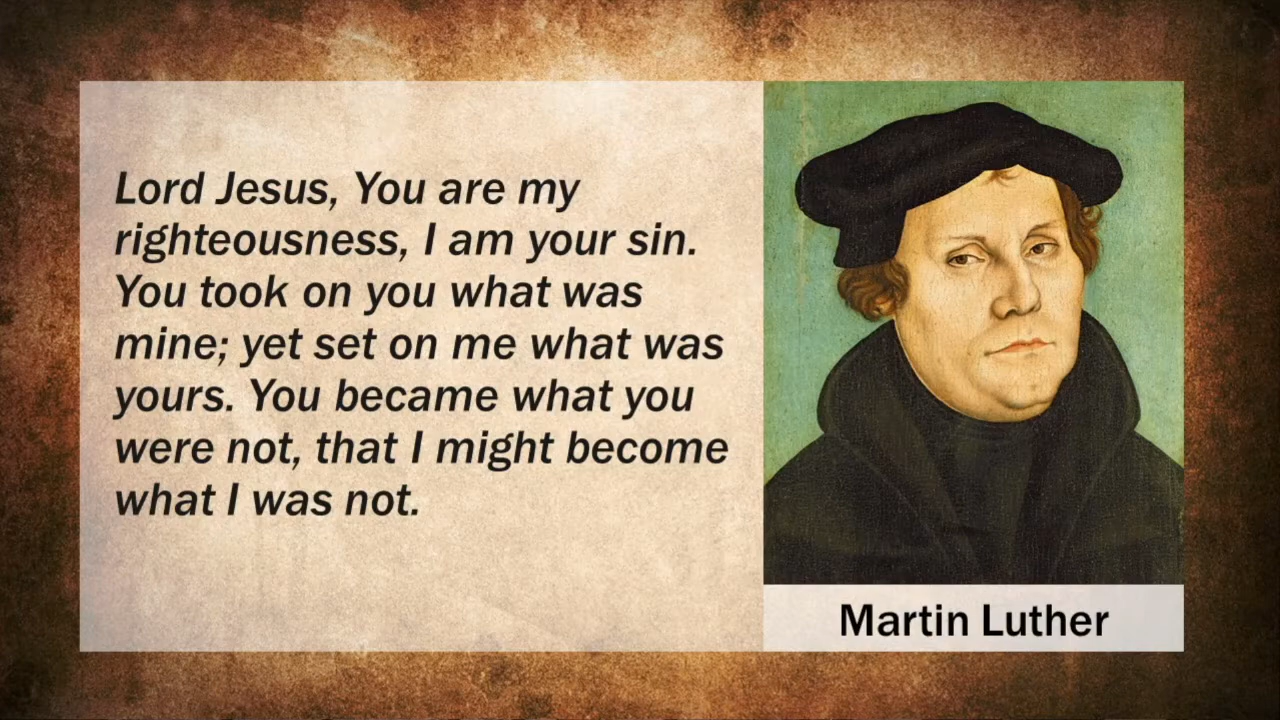 Lord Jesus, You are my
righteousness, I am your sin.
You took on you what was
mine; yet set on me what was
yours. You became what you
were not, that I might become
what I was not.
Martin Luther